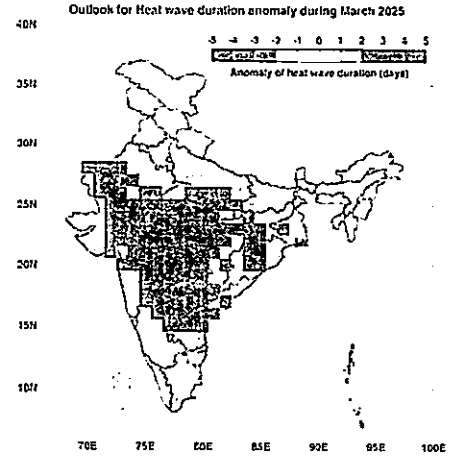 Outlook for Heat wave duration anomaly during March 2025
40N
-5 -4 -3 -2 -1 0 1 2 3 4 5
Anomaly of heat wave duration (days)
35N
30N
25N
20N
15N
10N
70E 75E 80E 85E 90E 95E 100E